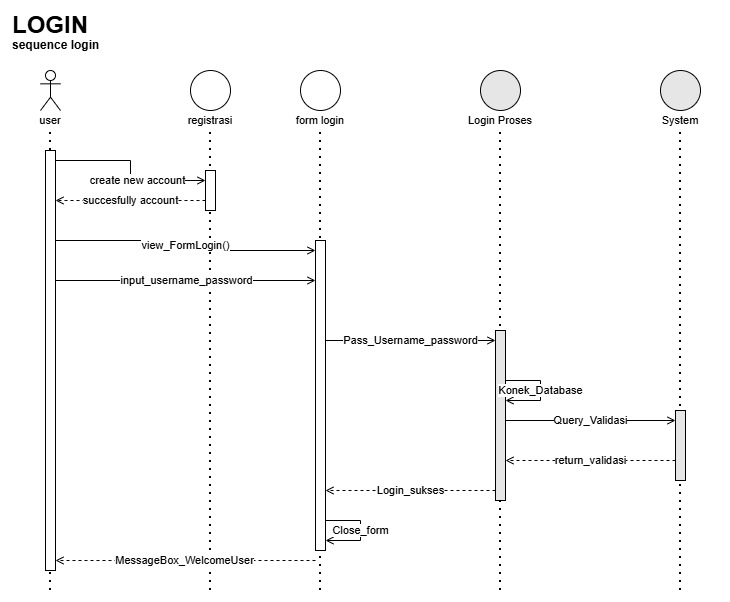 LOGIN
sequence login
user
registrasi
form login
Login Proses
System
create new account
succesfully account
view_FormLogin()
input_username_password
Pass_Username_password
Konek_Database
Query_Validasi
return_validasi
Login_sukses
Close_form
MessageBox_WelcomeUser